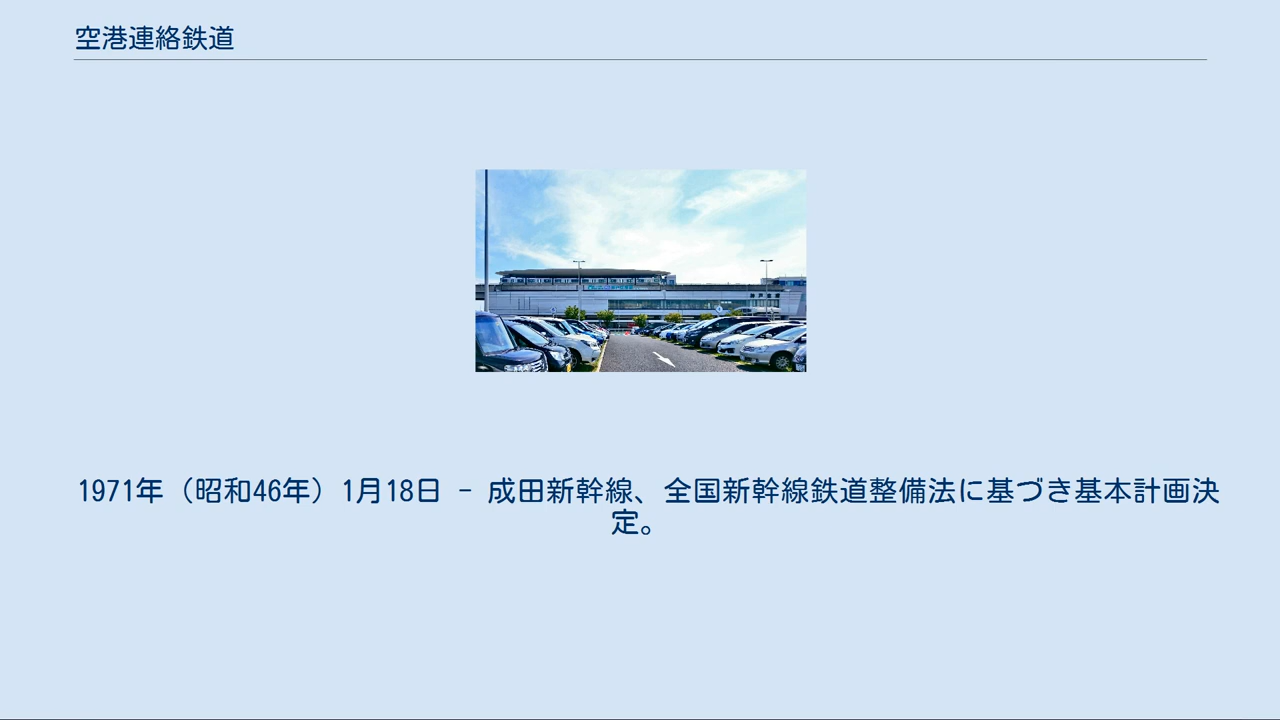 空港連絡鉄道
1971年（昭和46年）1月18日 - 成田新幹線、全国新幹線鉄道整備法に基づき基本計画決
定。